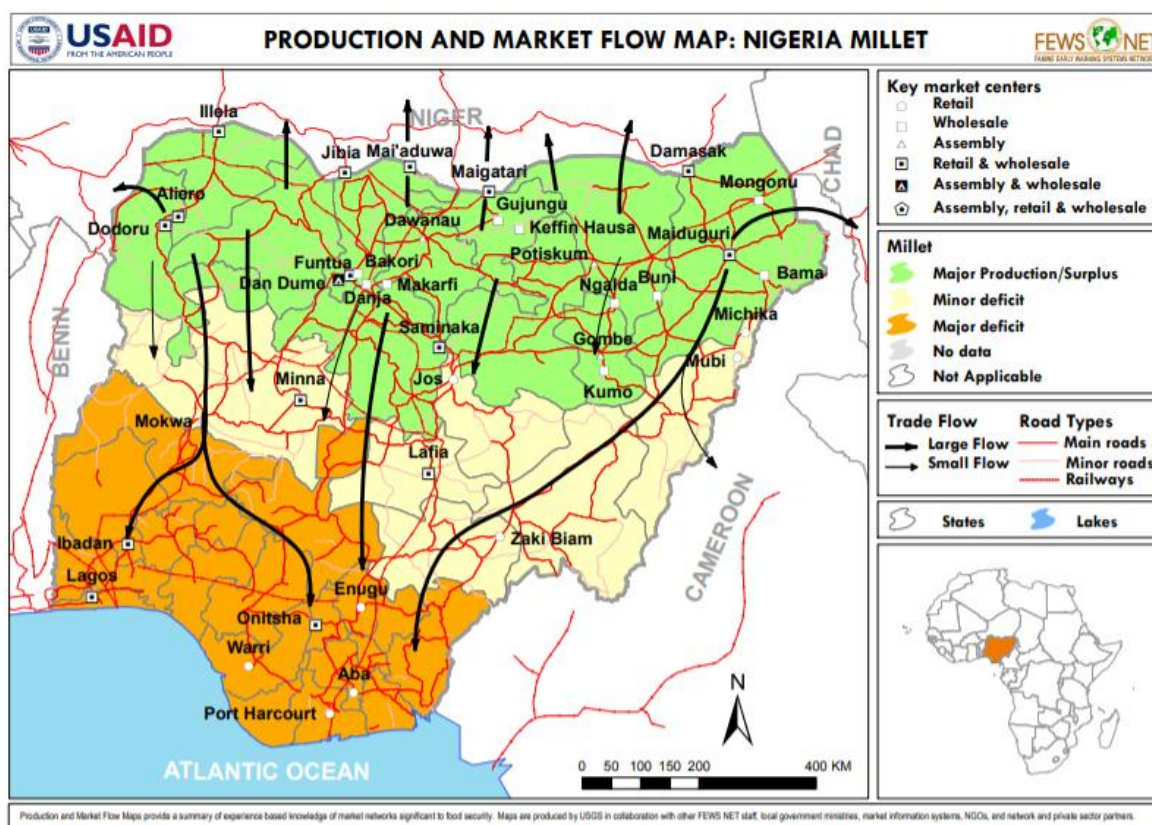 USAID
FROM THE AMERICAN PEOPLE
PRODUCTION AND MARKET FLOW MAP: NIGERIA MILLET
FEWS NET
FAMINE EARLY WARNING SYSTEMS NETWORK
Illela
NIGER
Jibia
Mai'aduwa
Maigatari
Damasak
CHAD
Mongonu
Aliero
Dodoru
Dawanau
Gujungu
Keffin Hausa
Maiduguri
Potiskum
Funtua
Bakori
Dan Dume
Danja
Makarfi
Ngalda
Buni
Bama
Saminaka
Michika
BENIN
Gombe
Mubi
Minna
Jos
Kumo
Mokwa
Lafia
CAMEROON
Ibadan
Zaki Biam
Lagos
Enugu
Onitsha
Warri
Aba
Port Harcourt
N
ATLANTIC OCEAN
0 50 100 150 200 400 KM
Key market centers
Retail
Wholesale
Assembly
Retail & wholesale
Assembly & wholesale
Assembly, retail & wholesale
Millet
Major Production/Surplus
Minor deficit
Major deficit
No data
Not Applicable
Trade Flow Road Types
Large Flow Main roads
Small Flow Minor roads
Railways
States Lakes
Production and Market Flow Maps provide a summary of experience based knowledge of market networks significant to food security. Maps are produced by USGS in collaboration with other FEWS NET staff, local government ministries, market information systems, NGOs, and network and private sector partners.